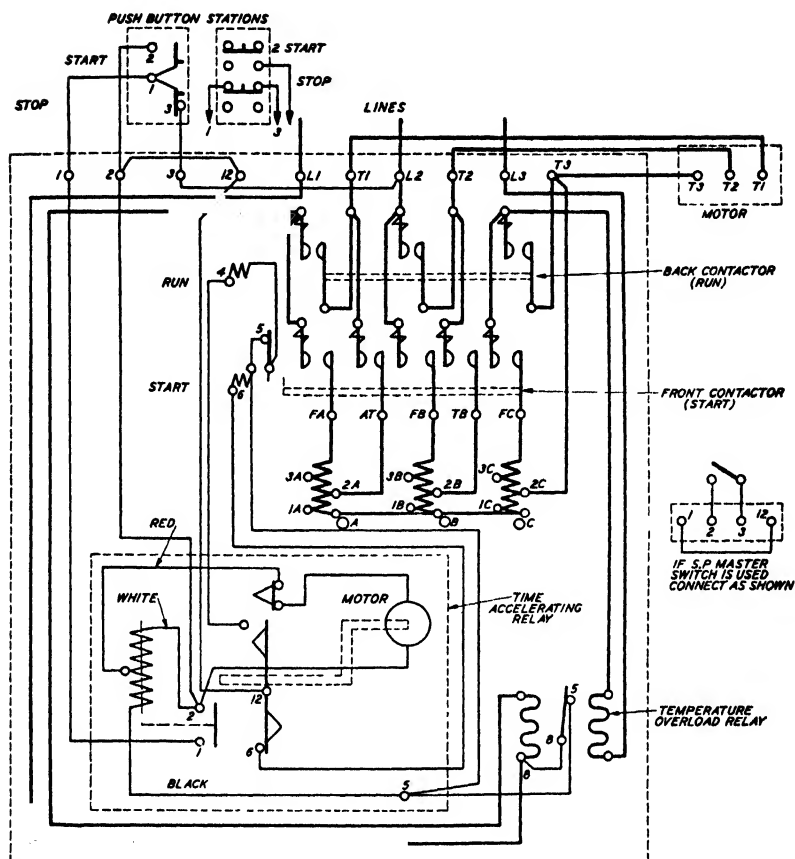 PUSH BUTTON STATIONS
2
START
2 START
1
STOP
STOP
3
1
3
LINES
1
2
3
12
L1
T1
L2
T2
L3
T3
T3
T2
T1
MOTOR
4
RUN
BACK CONTACTOR
(RUN)
5
START
6
FRONT CONTACTOR
(START)
FA
AT
FB
TB
FC
3A
2A
3B
2B
3C
2C
1A
1B
1C
A
B
C
1
2
3
12
IF S.P MASTER
SWITCH IS USED
CONNECT AS SHOWN
RED
MOTOR
TIME
ACCELERATING
RELAY
WHITE
12
2
1
6
5
8
8
TEMPERATURE
OVERLOAD RELAY
BLACK
5